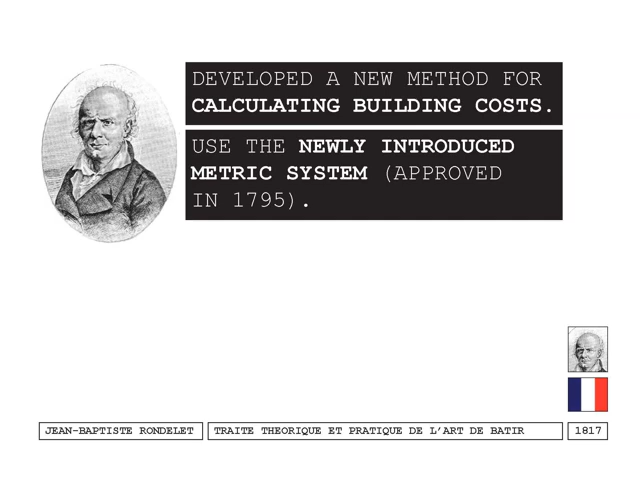 DEVELOPED A NEW METHOD FOR
CALCULATING BUILDING COSTS.
USE THE NEWLY INTRODUCED
METRIC SYSTEM (APPROVED
IN 1795).
JEAN-BAPTISTE RONDELET
TRAITE THEORIQUE ET PRATIQUE DE L'ART DE BATIR
1817